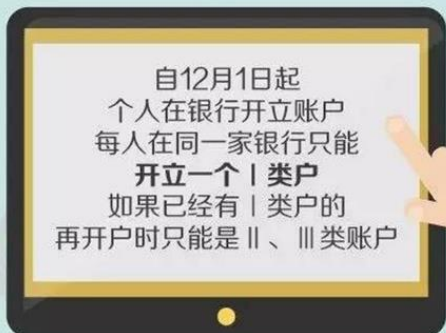 自12月1日起
个人在银行开立账户
每人在同一家银行只能
开立一个Ⅰ类户
如果已经有Ⅰ类户的
再开户时只能是Ⅱ、Ⅲ类账户